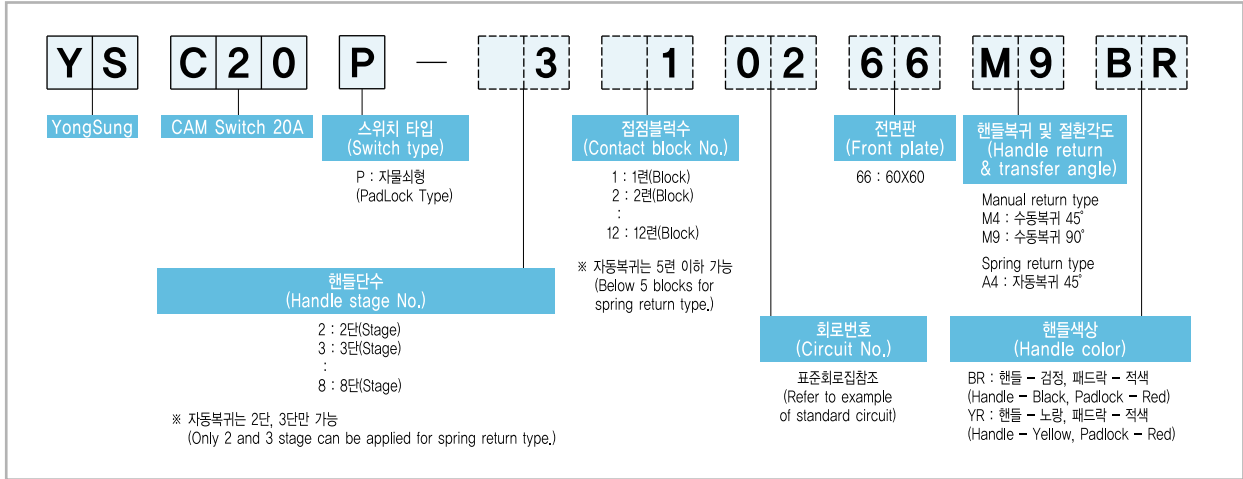 YS C20 P — 3 1 02 66 M9 BR
YongSung
CAM Switch 20A
스위치 타입
(Switch type)
P : 자물쇠형
(PadLock Type)
핸들단수
(Handle stage No.)
2 : 2단(Stage)
3 : 3단(Stage)
:
8 : 8단(Stage)
※ 자동복귀는 2단, 3단만 가능
(Only 2 and 3 stage can be applied for spring return type.)
접점블럭수
(Contact block No.)
1 : 1련(Block)
2 : 2련(Block)
:
12 : 12련(Block)
※ 자동복귀는 5련 이하 가능
(Below 5 blocks for
spring return type.)
회로번호
(Circuit No.)
표준회로집참조
(Refer to example
of standard circuit)
전면판
(Front plate)
66 : 60X60
핸들복귀 및 절환각도
(Handle return
& transfer angle)
Manual return type
M4 : 수동복귀 45°
M9 : 수동복귀 90°
Spring return type
A4 : 자동복귀 45°
핸들색상
(Handle color)
BR : 핸들 – 검정, 패드락 – 적색
(Handle – Black, Padlock – Red)
YR : 핸들 – 노랑, 패드락 – 적색
(Handle – Yellow, Padlock – Red)